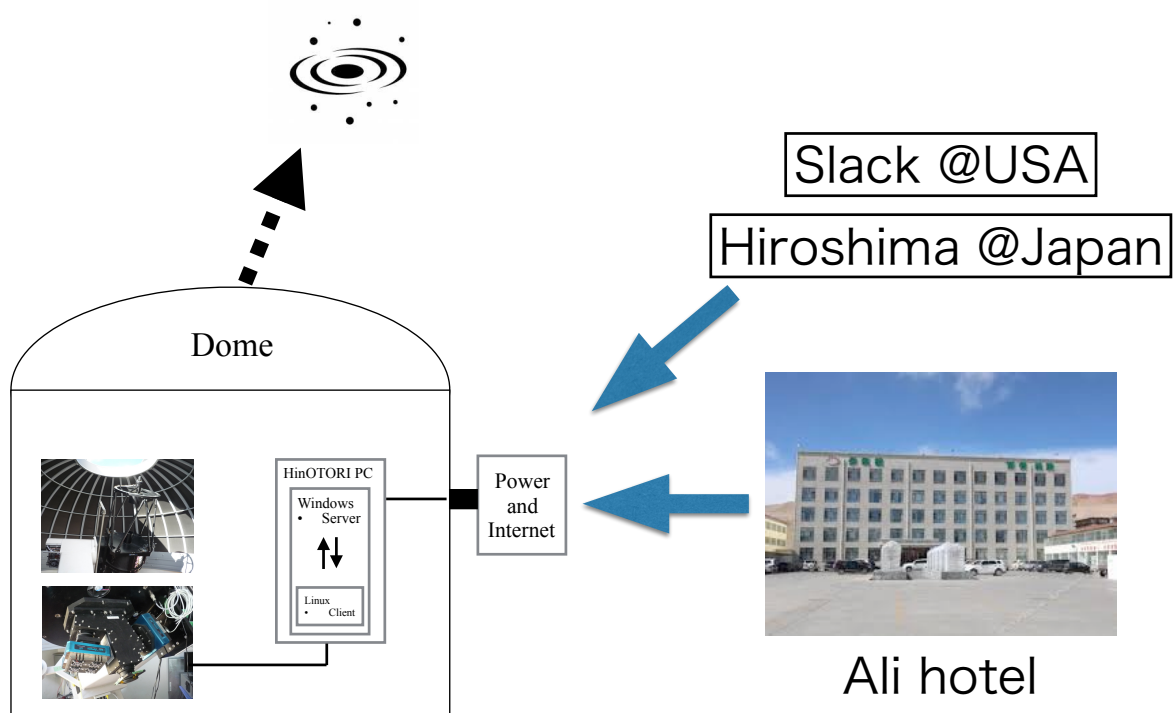 Slack @USA
Hiroshima @Japan
Dome
HinOTORI PC
Windows
• Server
Linux
• Client
Power
and
Internet
Ali hotel